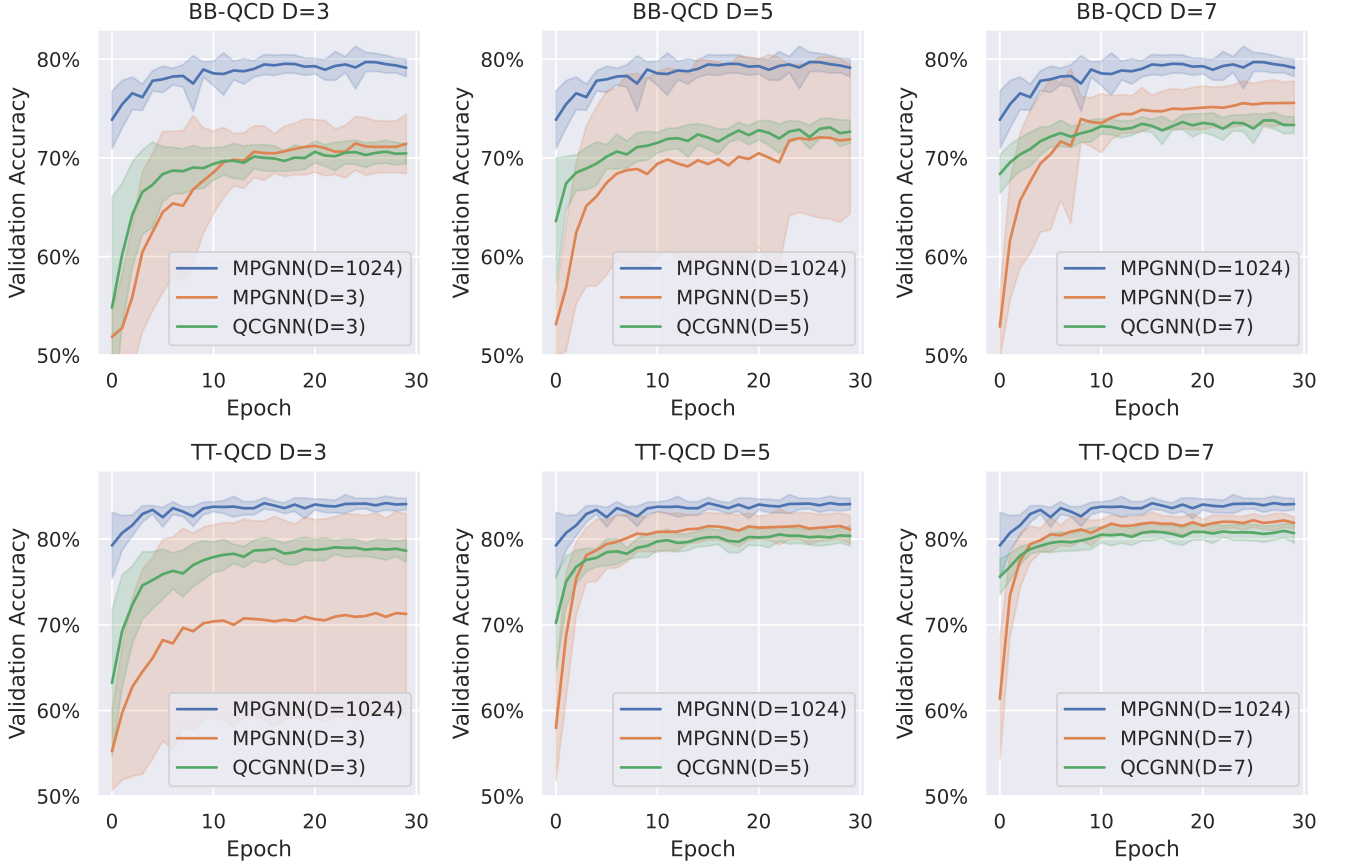 BB-QCD D=3
Validation Accuracy
80%
70%
60%
50%
MPGNN(D=1024)
MPGNN(D=3)
QCGNN(D=3)
0
10
20
30
Epoch
BB-QCD D=5
Validation Accuracy
80%
70%
60%
50%
MPGNN(D=1024)
MPGNN(D=5)
QCGNN(D=5)
0
10
20
30
Epoch
BB-QCD D=7
Validation Accuracy
80%
70%
60%
50%
MPGNN(D=1024)
MPGNN(D=7)
QCGNN(D=7)
0
10
20
30
Epoch
TT-QCD D=3
Validation Accuracy
80%
70%
60%
50%
MPGNN(D=1024)
MPGNN(D=3)
QCGNN(D=3)
0
10
20
30
Epoch
TT-QCD D=5
Validation Accuracy
80%
70%
60%
50%
MPGNN(D=1024)
MPGNN(D=5)
QCGNN(D=5)
0
10
20
30
Epoch
TT-QCD D=7
Validation Accuracy
80%
70%
60%
50%
MPGNN(D=1024)
MPGNN(D=7)
QCGNN(D=7)
0
10
20
30
Epoch